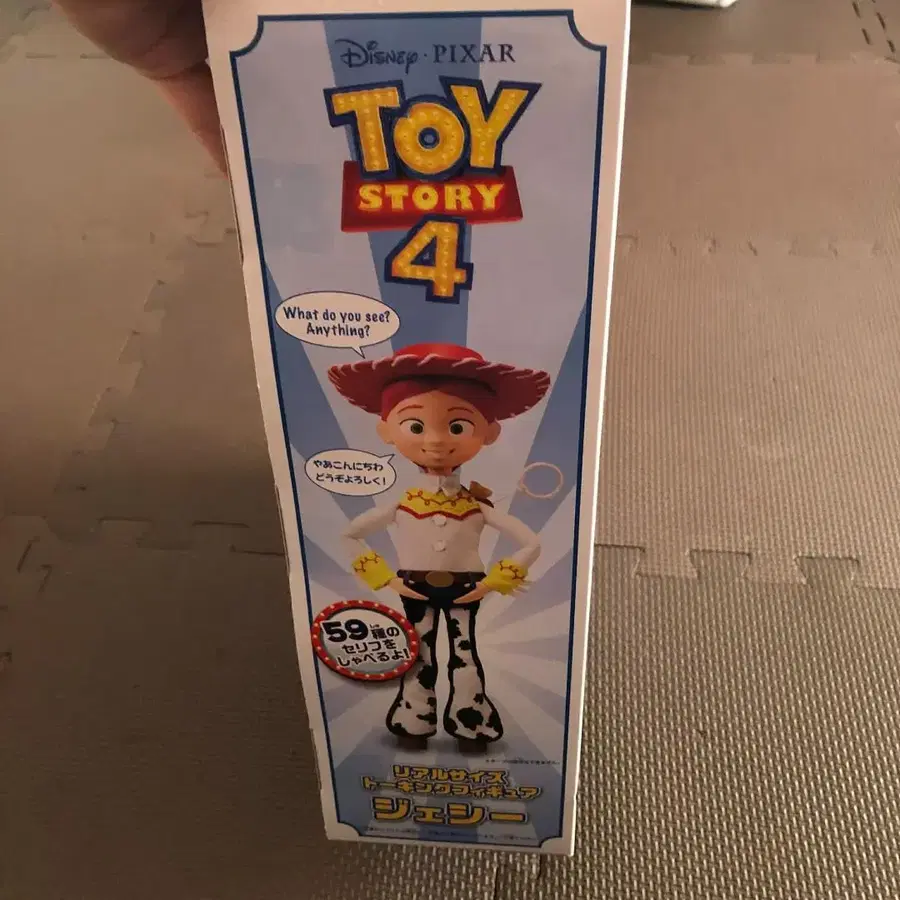 Disney · PIXAR
TOY
STORY
4
What do you see?
Anything?
やあこんにちわ
どうぞよろしく!
59種の
セリフを
しゃべるよ!
リアルサイズ
トーキングフィギュア
ジェシー